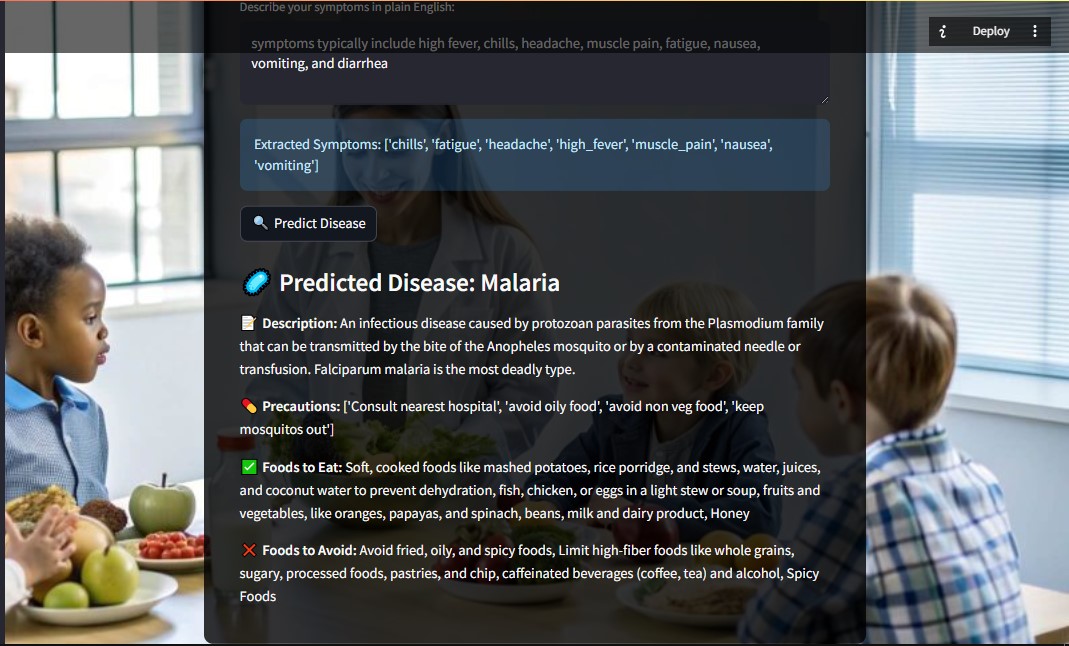 Describe your symptoms in plain English:
Deploy
symptoms typically include high fever, chills, headache, muscle pain, fatigue, nausea,
vomiting, and diarrhea
Extracted Symptoms: ['chills', 'fatigue', 'headache', 'high_fever', 'muscle_pain', 'nausea',
'vomiting']
Predict Disease
Predicted Disease: Malaria
Description: An infectious disease caused by protozoan parasites from the Plasmodium family
that can be transmitted by the bite of the Anopheles mosquito or by a contaminated needle or
transfusion. Falciparum malaria is the most deadly type.
Precautions: ['Consult nearest hospital', 'avoid oily food', 'avoid non veg food', 'keep
mosquitos out']
Foods to Eat: Soft, cooked foods like mashed potatoes, rice porridge, and stews, water, juices,
and coconut water to prevent dehydration, fish, chicken, or eggs in a light stew or soup, fruits and
vegetables, like oranges, papayas, and spinach, beans, milk and dairy product, Honey
Foods to Avoid: Avoid fried, oily, and spicy foods, Limit high-fiber foods like whole grains,
sugary, processed foods, pastries, and chip, caffeinated beverages (coffee, tea) and alcohol, Spicy
Foods